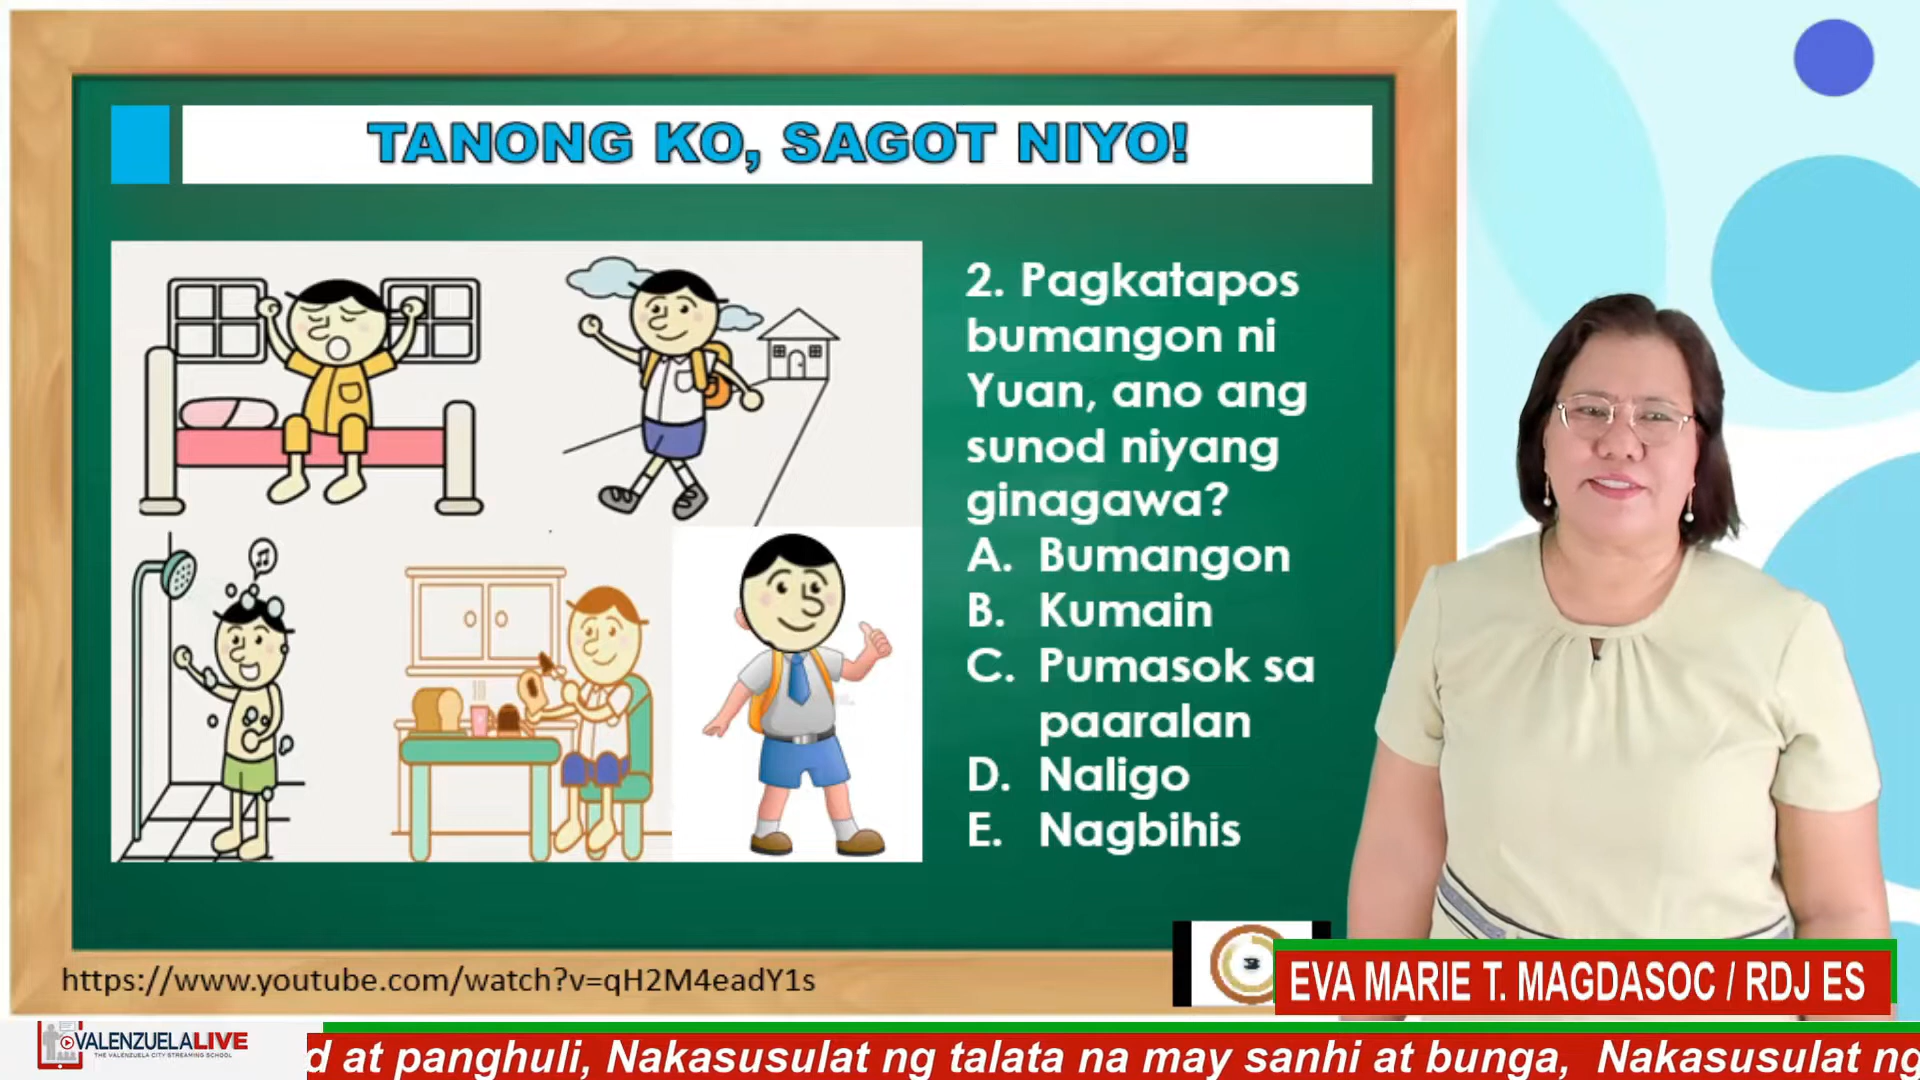 TANONG KO, SAGOT NIYO!
2. Pagkatapos
bumangon ni
Yuan, ano ang
sunod niyang
ginagawa?
A. Bumangon
B. Kumain
C. Pumasok sa
paaralan
D. Naligo
E. Nagbihis
https://www.youtube.com/watch?v=qH2M4eadY1s
EVA MARIE T. MAGDASOC / RDJ ES
VALENZUELALIVE
THE VALENZUELA CITY STREAMING SCHOOL
d at panghuli, Nakasusulat ng talata na may sanhi at bunga, Nakasusulat ng